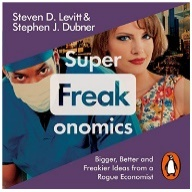 Steven D. Levitt &
Stephen J. Dubner
Super
Freak
onomics
Bigger, Better and
Freakier Ideas from a
Rogue Economist